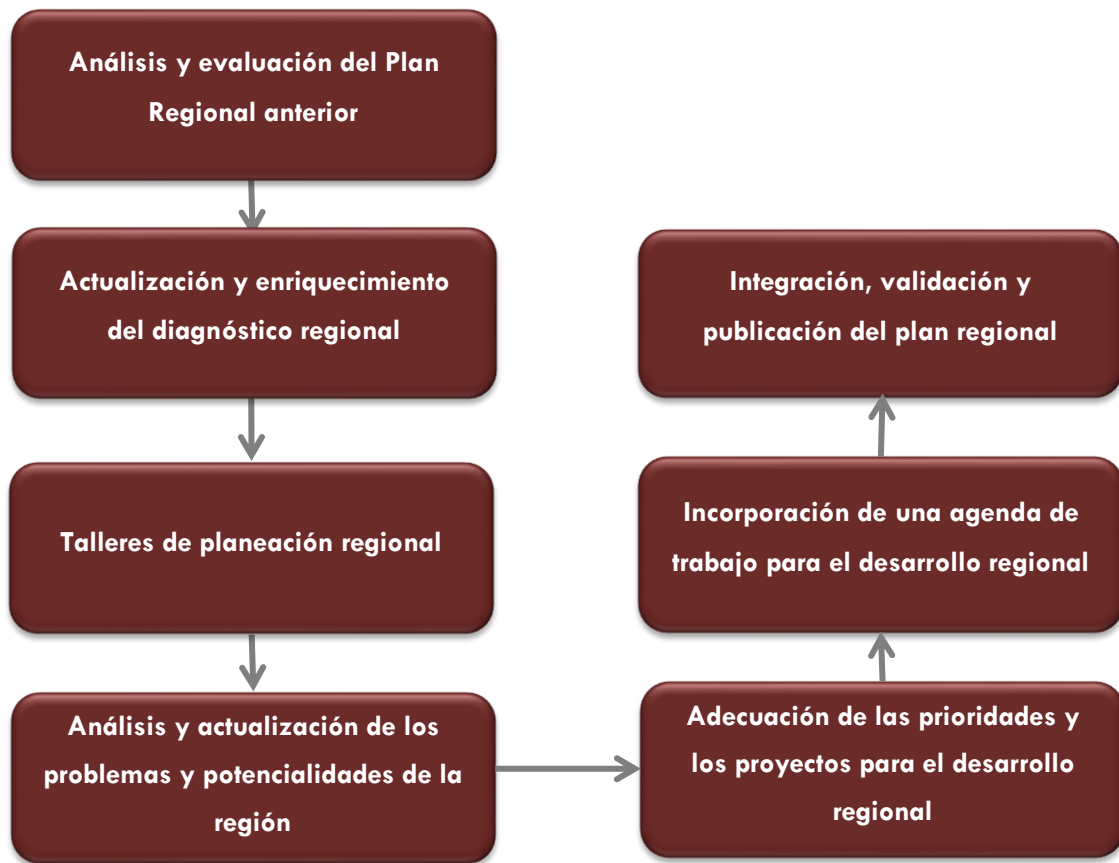 Análisis y evaluación del Plan
Regional anterior
Actualización y enriquecimiento
del diagnóstico regional
Talleres de planeación regional
Análisis y actualización de los
problemas y potencialidades de la
región
Adecuación de las prioridades y
los proyectos para el desarrollo
regional
Incorporación de una agenda de
trabajo para el desarrollo regional
Integración, validación y
publicación del plan regional